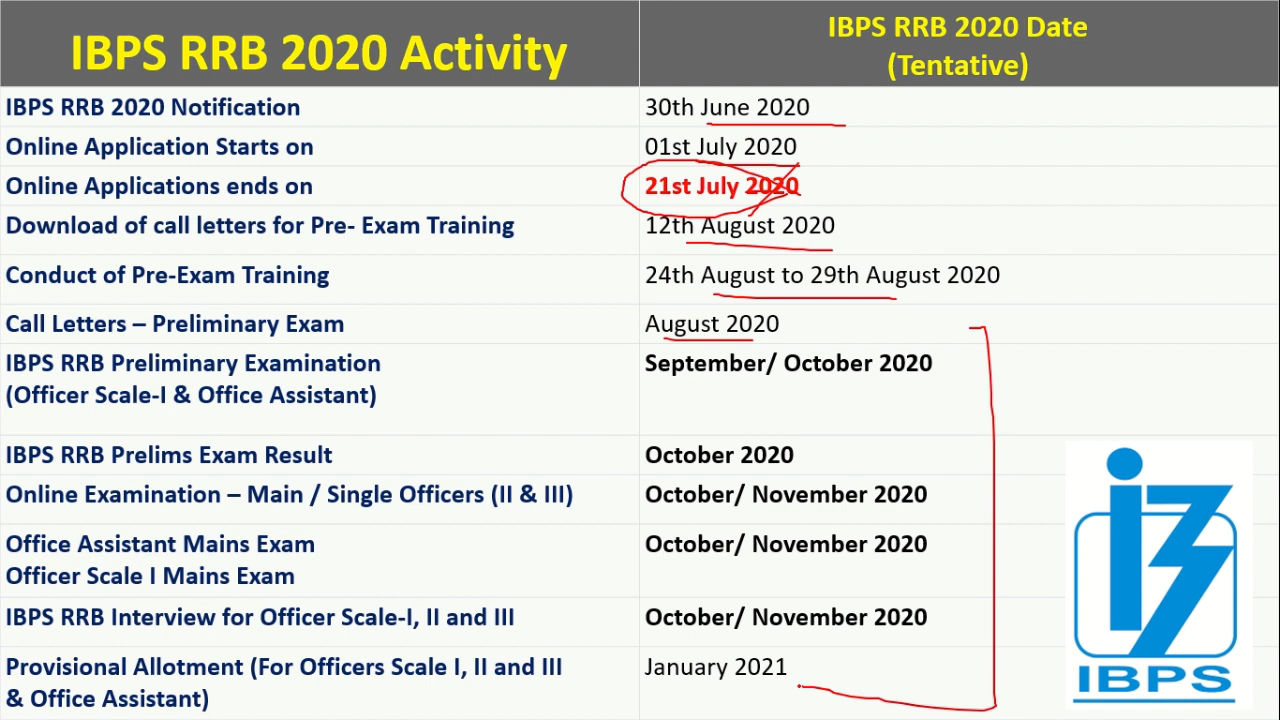 IBPS RRB 2020 Activity
IBPS RRB 2020 Date
(Tentative)
IBPS RRB 2020 Notification
30th June 2020
Online Application Starts on
01st July 2020
Online Applications ends on
21st July 2020
Download of call letters for Pre- Exam Training
12th August 2020
Conduct of Pre-Exam Training
24th August to 29th August 2020
Call Letters – Preliminary Exam
August 2020
IBPS RRB Preliminary Examination
(Officer Scale-I & Office Assistant)
September/ October 2020
IBPS RRB Prelims Exam Result
October 2020
Online Examination – Main / Single Officers (II & III)
October/ November 2020
Office Assistant Mains Exam
Officer Scale I Mains Exam
October/ November 2020
IBPS RRB Interview for Officer Scale-I, II and III
October/ November 2020
Provisional Allotment (For Officers Scale I, II and III
& Office Assistant)
January 2021
IBPS